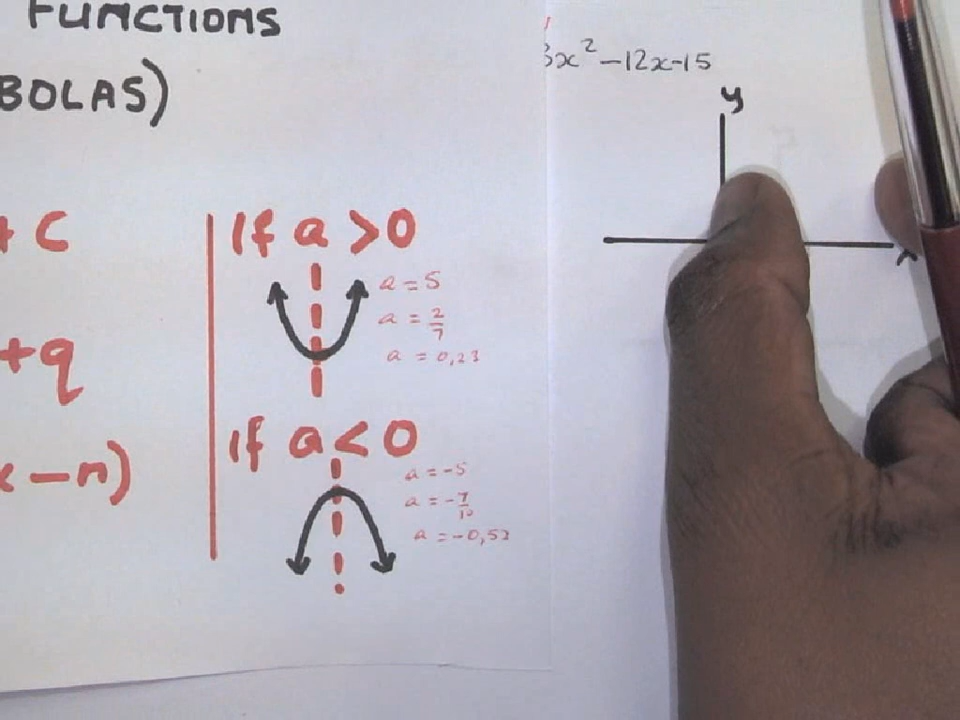 FUNCTIONS
BOLAS)
+ C
+q
x - n)
If a > 0
a = 5
a = 2/7
a = 0,23
If a < 0
a = -5
a = -7/10
a = -0,52
3x² - 12x - 15
y
x